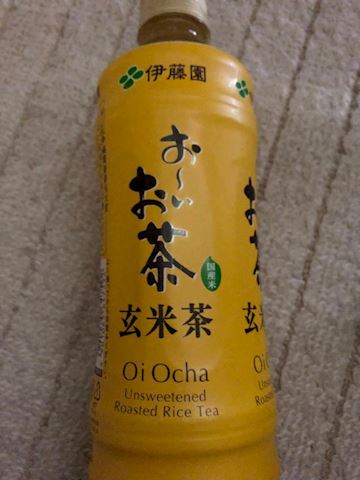 伊藤園
お～い
お茶
国産米
玄米茶
Oi Ocha
Unsweetened
Roasted Rice Tea